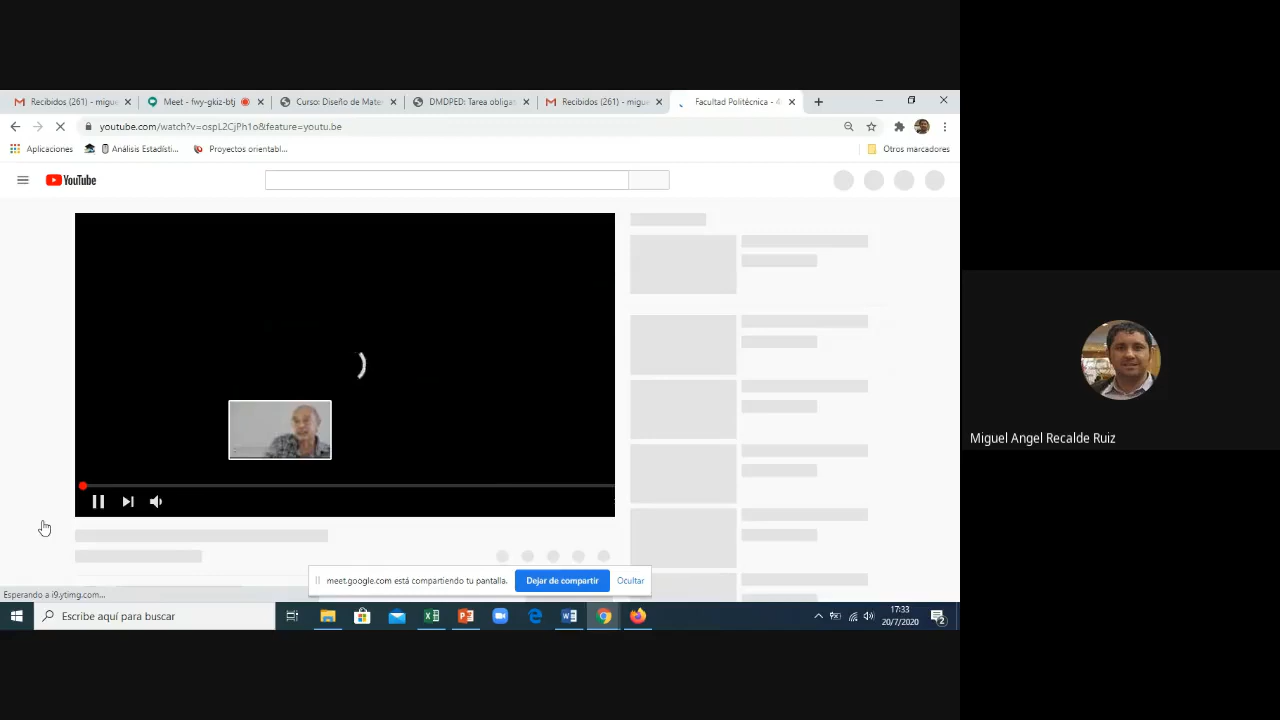 Recibidos (261) - migue
Meet - fwy-gkiz-btj
Curso: Diseño de Mate
DMDPED: Tarea obligat
Recibidos (261) - migue
Facultad Politécnica - 4
youtube.com/watch?v=ospL2CjPh1o&feature=youtu.be
Aplicaciones
Análisis Estadísti...
Proyectos orientabl...
Otros marcadores
YouTube
Miguel Angel Recalde Ruiz
meet.google.com está compartiendo tu pantalla.
Dejar de compartir
Ocultar
Esperando a i9.ytimg.com...
Escribe aquí para buscar
17:33
20/7/2020
2